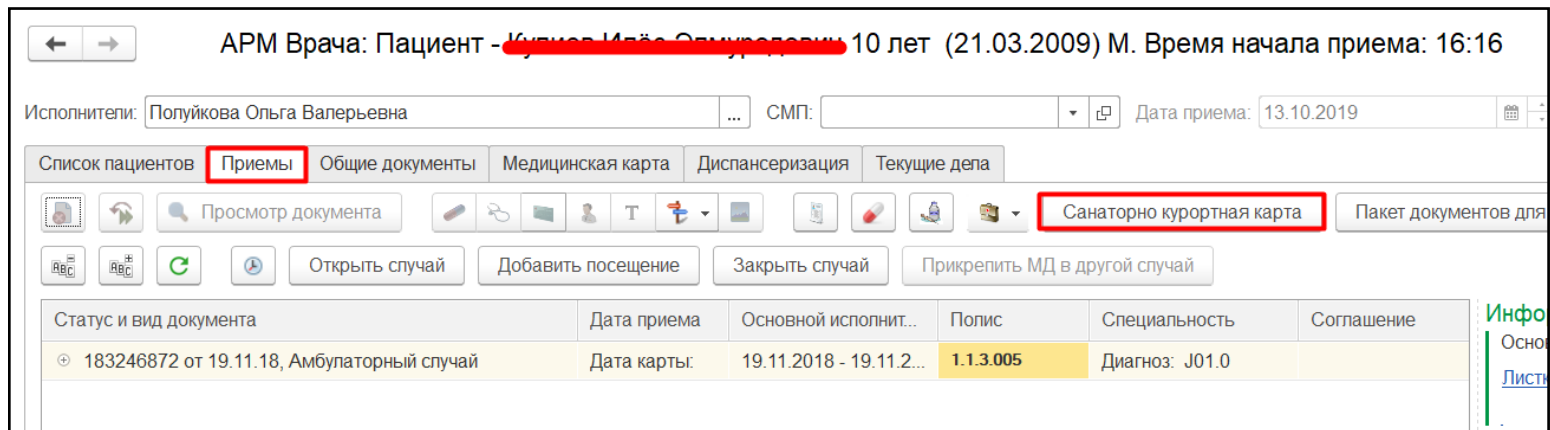 АРМ Врача: Пациент - 10 лет (21.03.2009) М. Время начала приема: 16:16
Исполнители: Полуйкова Ольга Валерьевна ... СМП: Дата приема: 13.10.2019
Список пациентов Приемы Общие документы Медицинская карта Диспансеризация Текущие дела
Просмотр документа T Санаторно курортная карта Пакет документов для
Открыть случай Добавить посещение Закрыть случай Прикрепить МД в другой случай
Статус и вид документа Дата приема Основной исполнит... Полис Специальность Соглашение
183246872 от 19.11.18, Амбулаторный случай Дата карты: 19.11.2018 - 19.11.2... 1.1.3.005 Диагноз: J01.0